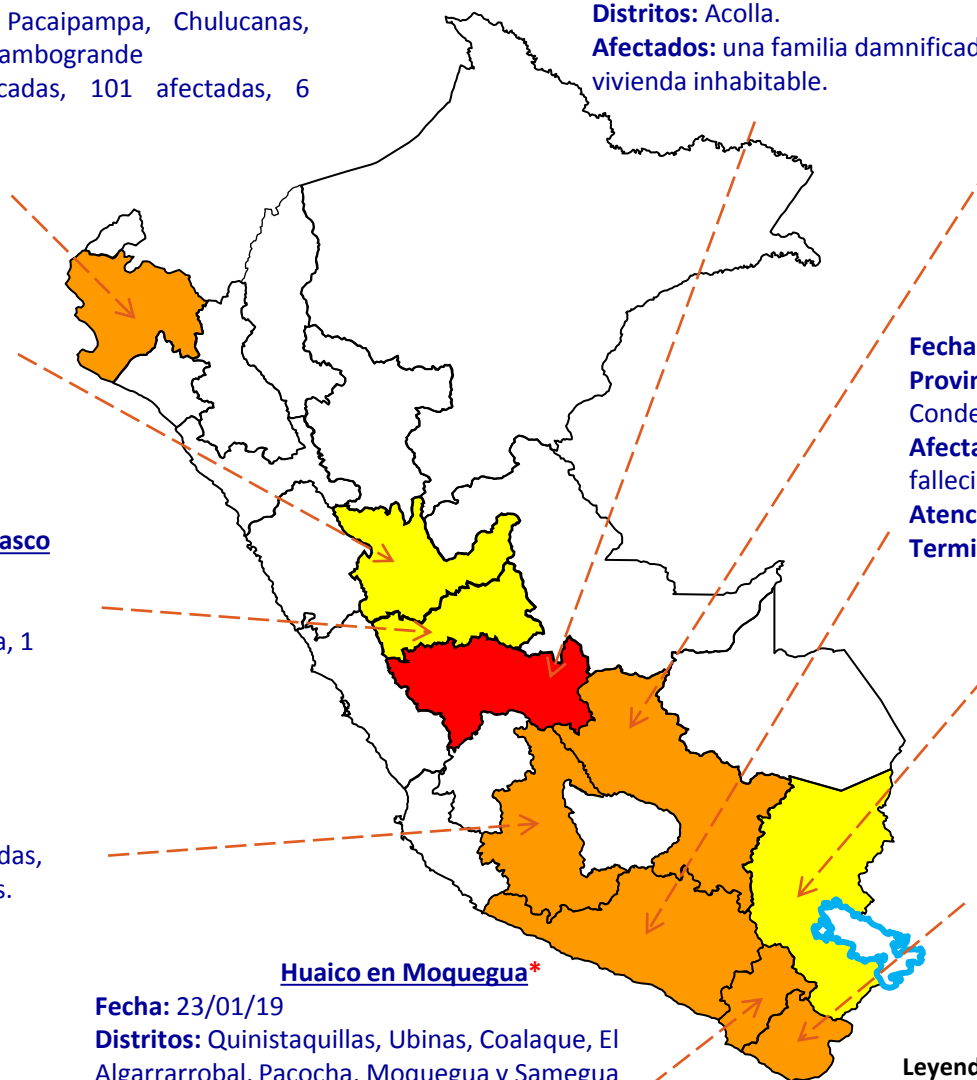 Pacaipampa, Chulucanas,
ambogrande
cadas, 101 afectadas, 6
Distritos: Acolla.
Afectados: una familia damnificad
vivienda inhabitable.
Fecha
Provin
Conde
Afecta
falleci
Atenc
Termi
asco
a, 1
das,
s.
Huaico en Moquegua*
Fecha: 23/01/19
Distritos: Quinistaquillas, Ubinas, Coalaque, El
Algarrarrobal, Pacocha, Moquegua y Samegua
Leyend